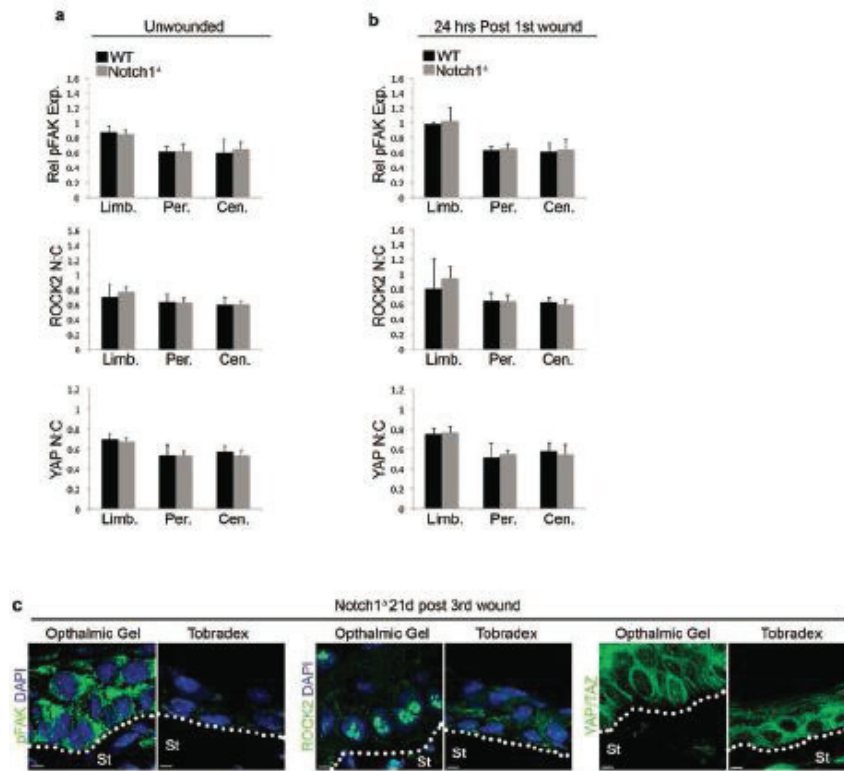 a
Unwounded
WT
Notch1Δ
Rel pFAK Exp.
1.6
1.4
1.2
1
0.8
0.6
0.4
0.2
0
Limb. Per. Cen.
ROCK2 N:C
1.6
1.4
1.2
1
0.8
0.6
0.4
0.2
0
Limb. Per. Cen.
YAP N:C
1.2
1
0.8
0.6
0.4
0.2
0
Limb. Per. Cen.
b
24 hrs Post 1st wound
WT
Notch1Δ
Rel pFAK Exp.
1.6
1.4
1.2
1
0.8
0.6
0.4
0.2
0
Limb. Per. Cen.
ROCK2 N:C
1.6
1.4
1.2
1
0.8
0.6
0.4
0.2
0
Limb. Per. Cen.
YAP N:C
1.2
1
0.8
0.6
0.4
0.2
0
Limb. Per. Cen.
c
Notch1Δ 21d post 3rd wound
Opthalmic Gel Tobradex Opthalmic Gel Tobradex Opthalmic Gel Tobradex
pFAK DAPI
St St
ROCK2 DAPI
St St
YAP/TAZ
St St